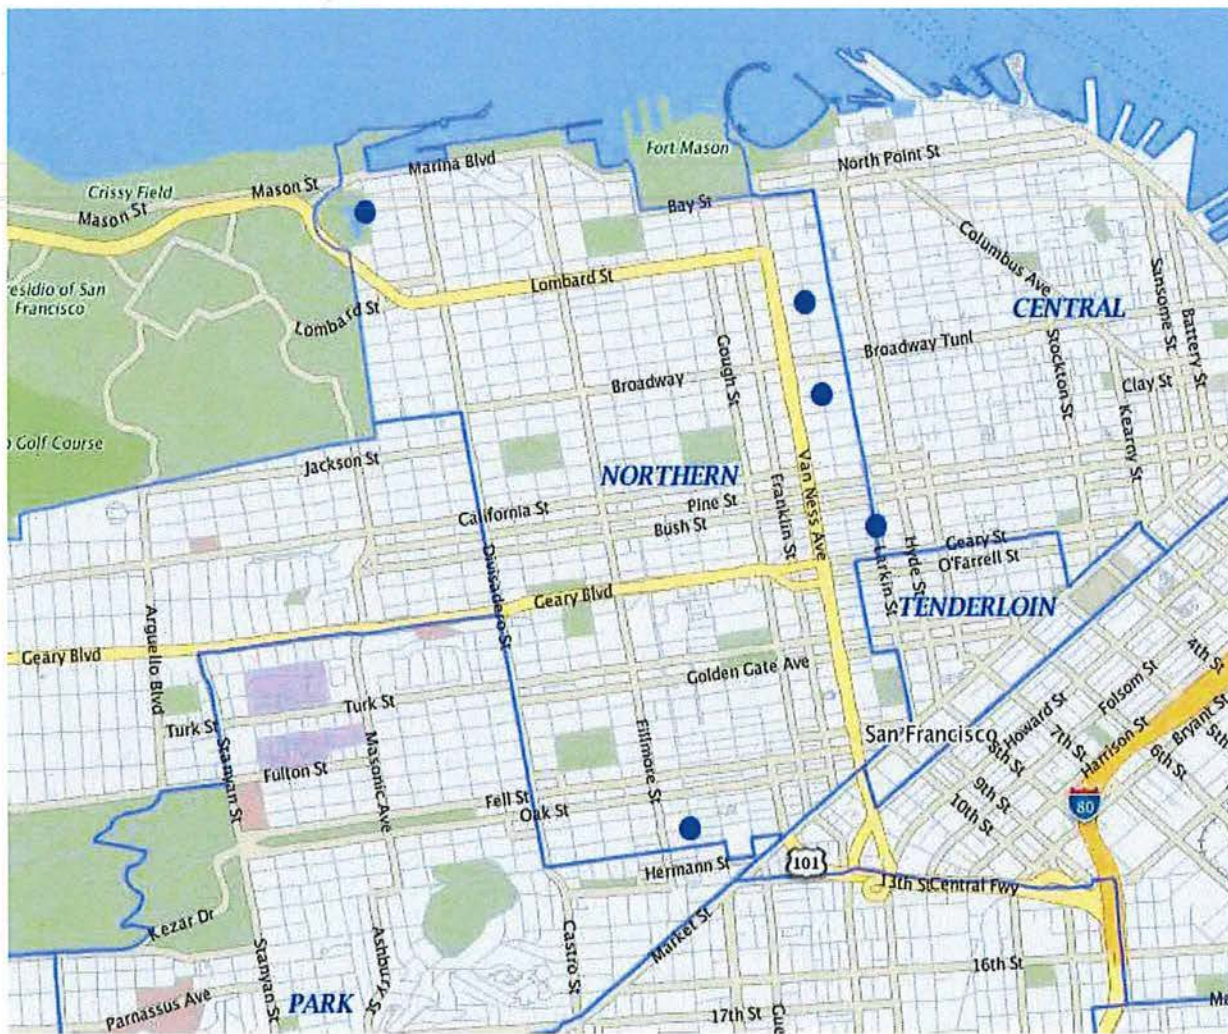 Fort Mason
North Point St
Marina Blvd
Crissy Field
Mason St
Mason St
Bay St
Columbus Ave
Sansome St
Battery St
Lombard St
esidio of San
Francisco
Lombard St
CENTRAL
Broadway Tunl
Stockton St
Gough St
Broadway
Clay St
Kearny St
Golf Course
Jackson St
NORTHERN
Van Ness Ave
Franklin St
California St
Pine St
Bush St
Divisadero St
Geary St
O'Farrell St
Hyde St
Larkin St
Geary Blvd
TENDERLOIN
Arguello Blvd
Geary Blvd
Golden Gate Ave
4th St
Folsom St
Bryant St
5th
Turk St
Turk St
Howard St
7th St
Harrison St
6th St
San Francisco
8th St
Stanyan St
Masonic Ave
Fillmore St
Fulton St
Fell St
Oak St
9th St
10th St
80
Hermann St
101
13th St
Central Fwy
Kezar Dr
Market St
Stanyan St
Ashbury St
Castro St
16th St
PARK
Parnassus Ave
17th St
Gue
Me